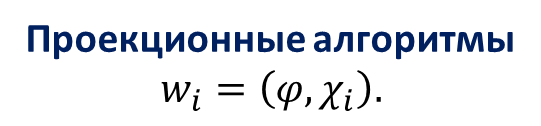 Проекционные алгоритмы
𝑤ᵢ = (𝜑, 𝜒ᵢ).